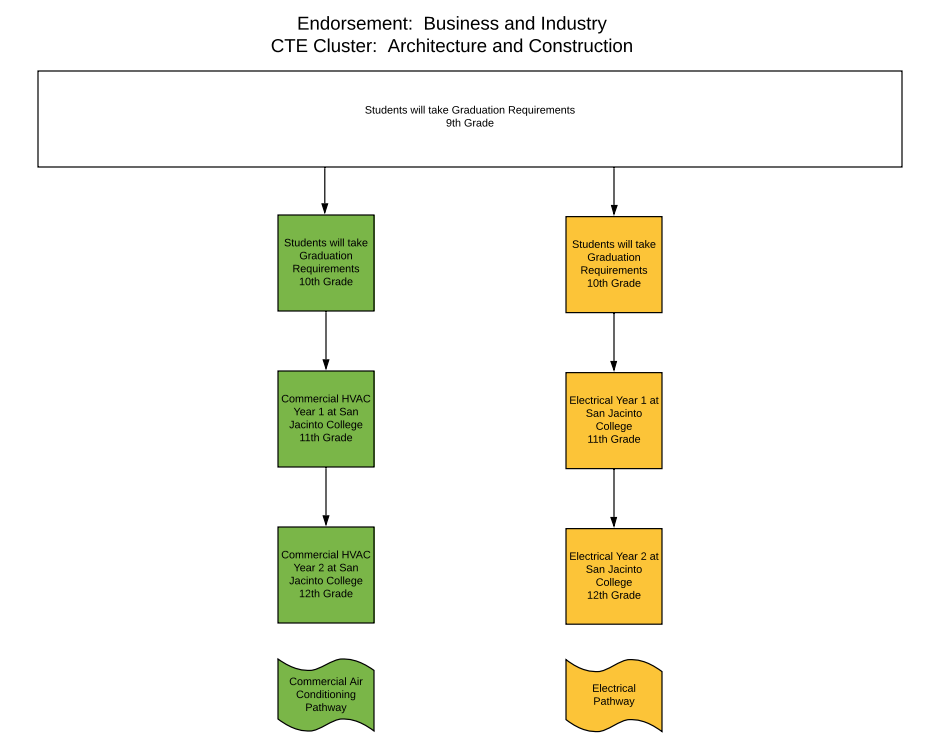 Endorsement:  Business and Industry
CTE Cluster:  Architecture and Construction
Students will take Graduation Requirements
9th Grade
Students will take
Graduation
Requirements
10th Grade
Students will take
Graduation
Requirements
10th Grade
Commercial HVAC
Year 1 at San
Jacinto College
11th Grade
Electrical Year 1 at
San Jacinto
College
11th Grade
Commercial HVAC
Year 2 at San
Jacinto College
12th Grade
Electrical Year 2 at
San Jacinto
College
12th Grade
Commercial Air
Conditioning
Pathway
Electrical
Pathway